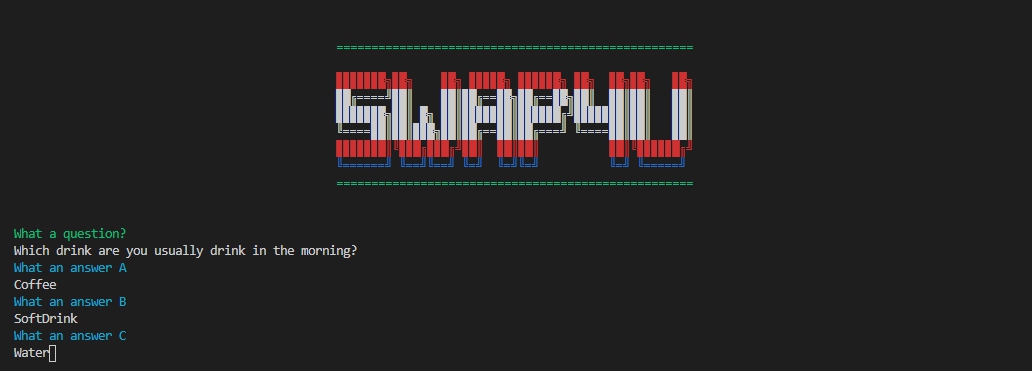 SWAP4U
What a question?
Which drink are you usually drink in the morning?
What an answer A
Coffee
What an answer B
SoftDrink
What an answer C
Water